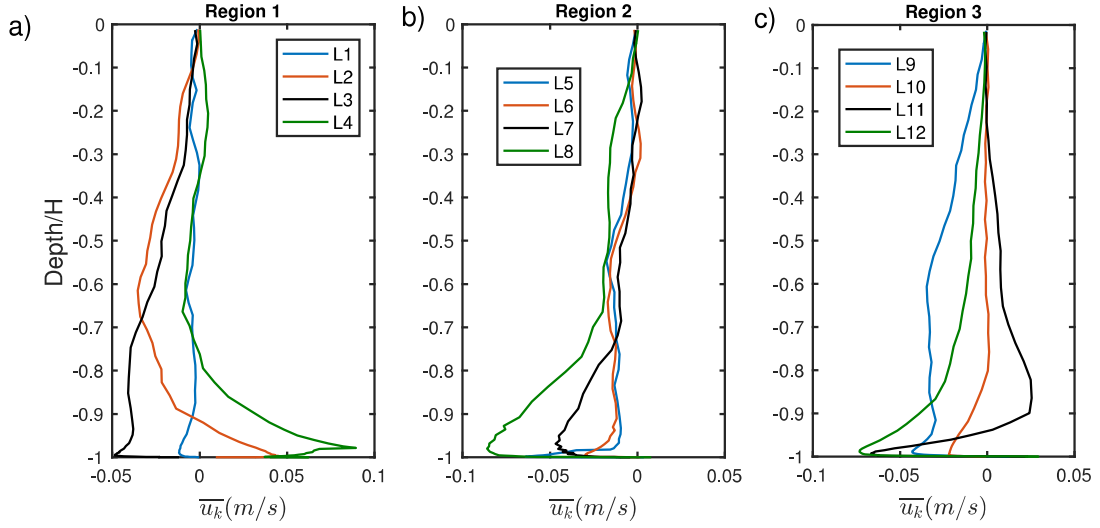 a)
Region 1
0
-0.1
-0.2
-0.3
-0.4
-0.5
-0.6
-0.7
-0.8
-0.9
-1
Depth/H
L1
L2
L3
L4
-0.05
0
0.05
0.1
$\overline{u_k}(m/s)$
b)
Region 2
0
-0.1
-0.2
-0.3
-0.4
-0.5
-0.6
-0.7
-0.8
-0.9
-1
L5
L6
L7
L8
-0.1
-0.05
0
0.05
$\overline{u_k}(m/s)$
c)
Region 3
0
-0.1
-0.2
-0.3
-0.4
-0.5
-0.6
-0.7
-0.8
-0.9
-1
L9
L10
L11
L12
-0.1
-0.05
0
0.05
$\overline{u_k}(m/s)$